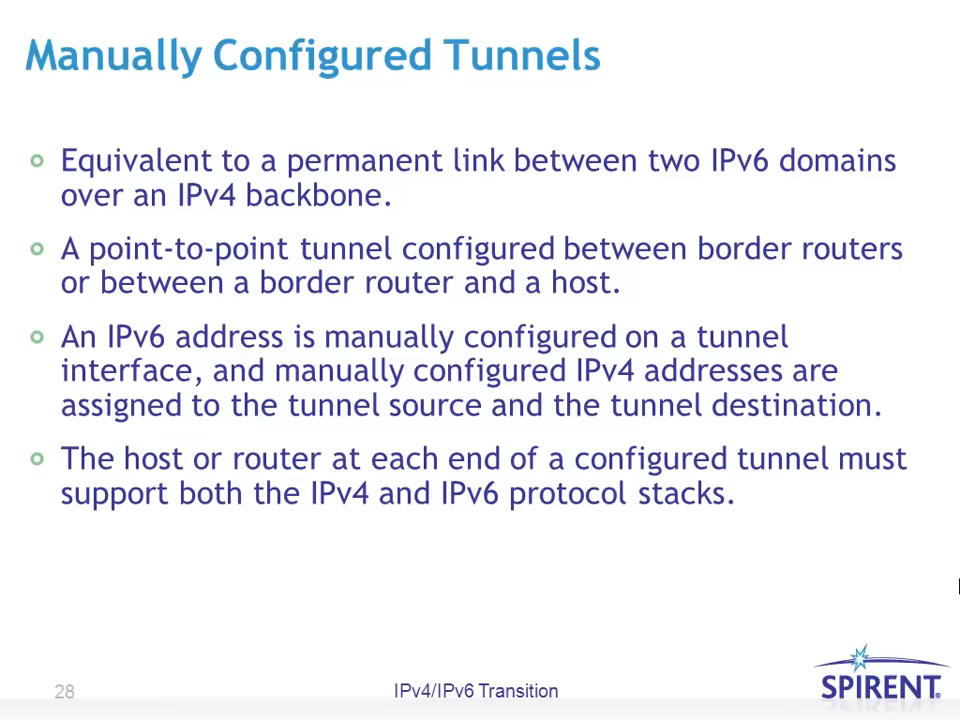 Manually Configured Tunnels
Equivalent to a permanent link between two IPv6 domains
over an IPv4 backbone.
A point-to-point tunnel configured between border routers
or between a border router and a host.
An IPv6 address is manually configured on a tunnel
interface, and manually configured IPv4 addresses are
assigned to the tunnel source and the tunnel destination.
The host or router at each end of a configured tunnel must
support both the IPv4 and IPv6 protocol stacks.
28
IPv4/IPv6 Transition
SPIRENT®